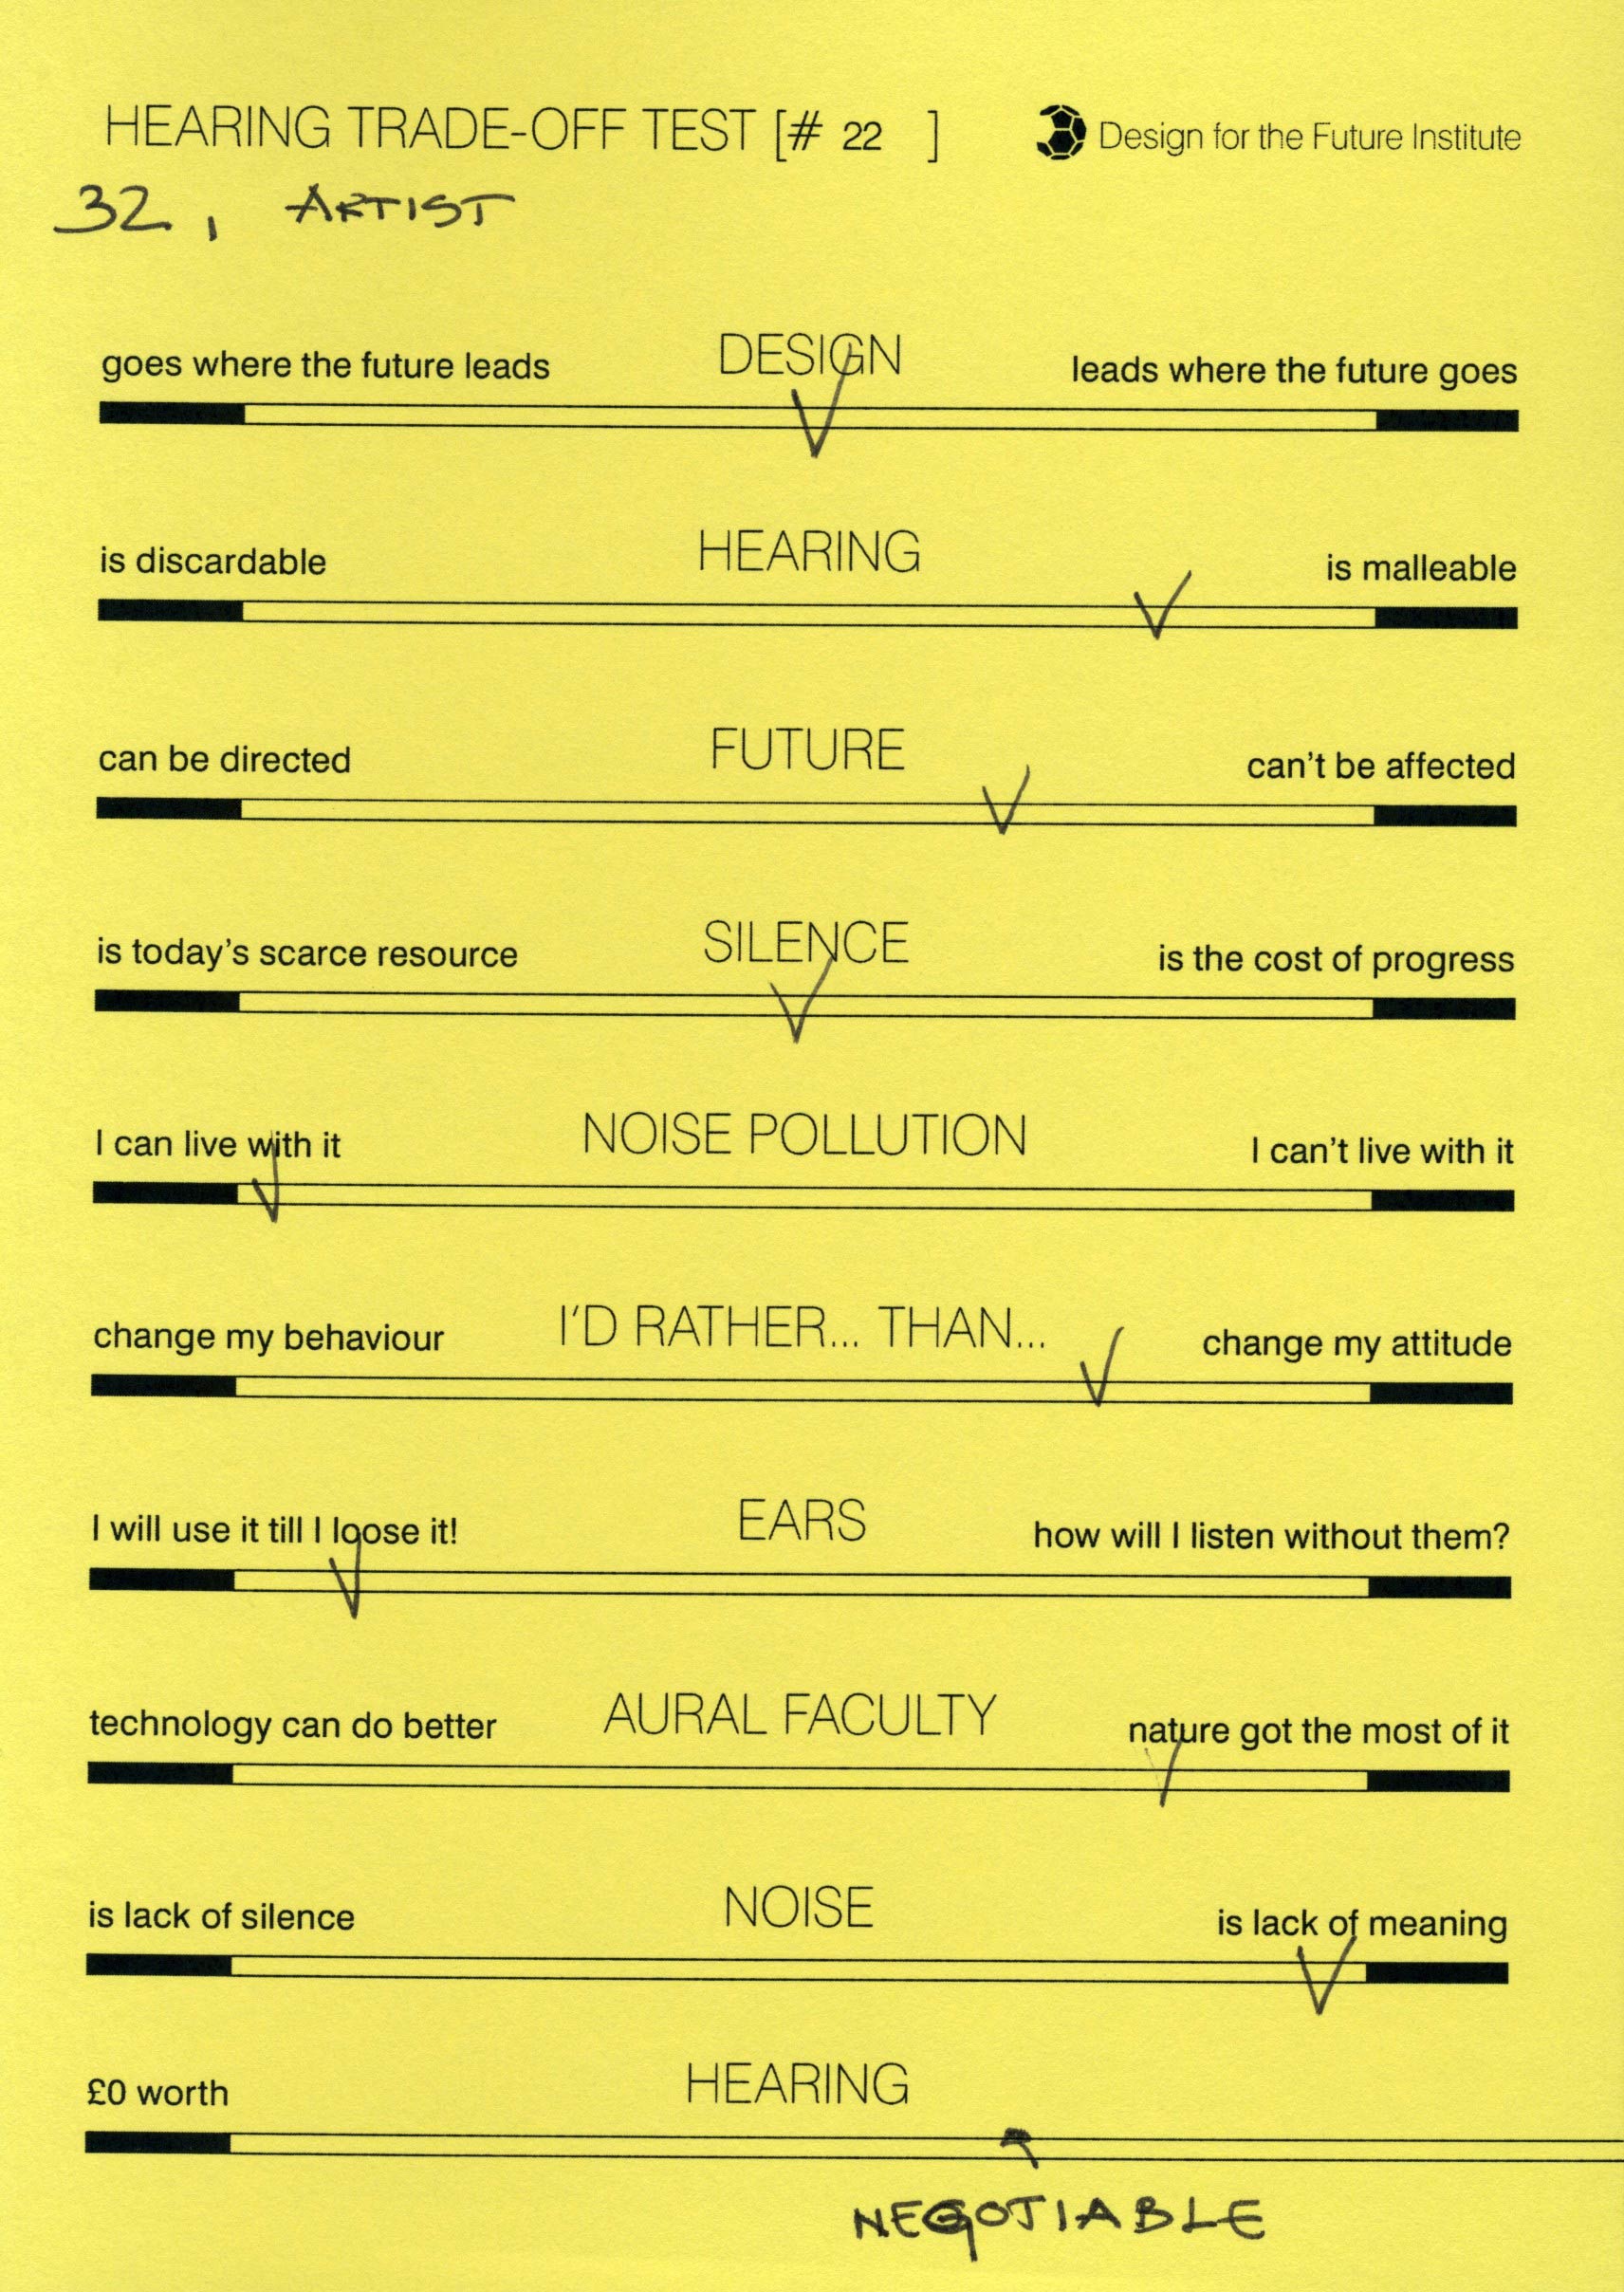 HEARING TRADE-OFF TEST [# 22 ] Design for the Future Institute
32, ARTIST
DESIGN
goes where the future leads leads where the future goes
HEARING
is discardable is malleable
FUTURE
can be directed can't be affected
SILENCE
is today's scarce resource is the cost of progress
NOISE POLLUTION
I can live with it I can't live with it
I'D RATHER... THAN...
change my behaviour change my attitude
EARS
I will use it till I loose it! how will I listen without them?
AURAL FACULTY
technology can do better nature got the most of it
NOISE
is lack of silence is lack of meaning
HEARING
£0 worth
NEGOTIABLE